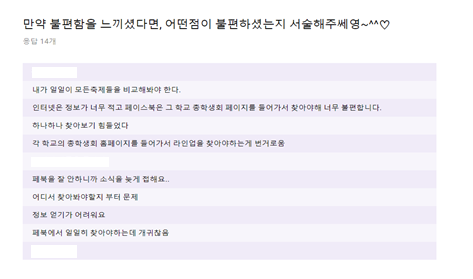 만약 불편함을 느끼셨다면, 어떤점이 불편하셨는지 서술해주쎄영~^^♡
응답 14개
내가 일일이 모든축제들을 비교해봐야 한다.
인터넷은 정보가 너무 적고 페이스북은 그 학교 총학생회 페이지를 들어가서 찾아야해 너무 불편합니다.
하나하나 찾아보기 힘들었다
각 학교의 총학생회 홈페이지를 들어가서 라인업을 찾아야하는게 번거로움
페북을 잘 안하니까 소식을 늦게 접해요..
어디서 찾아봐야할지 부터 문제
정보 얻기가 어려워요
페북에서 일일히 찾아야하는데 개귀찮음